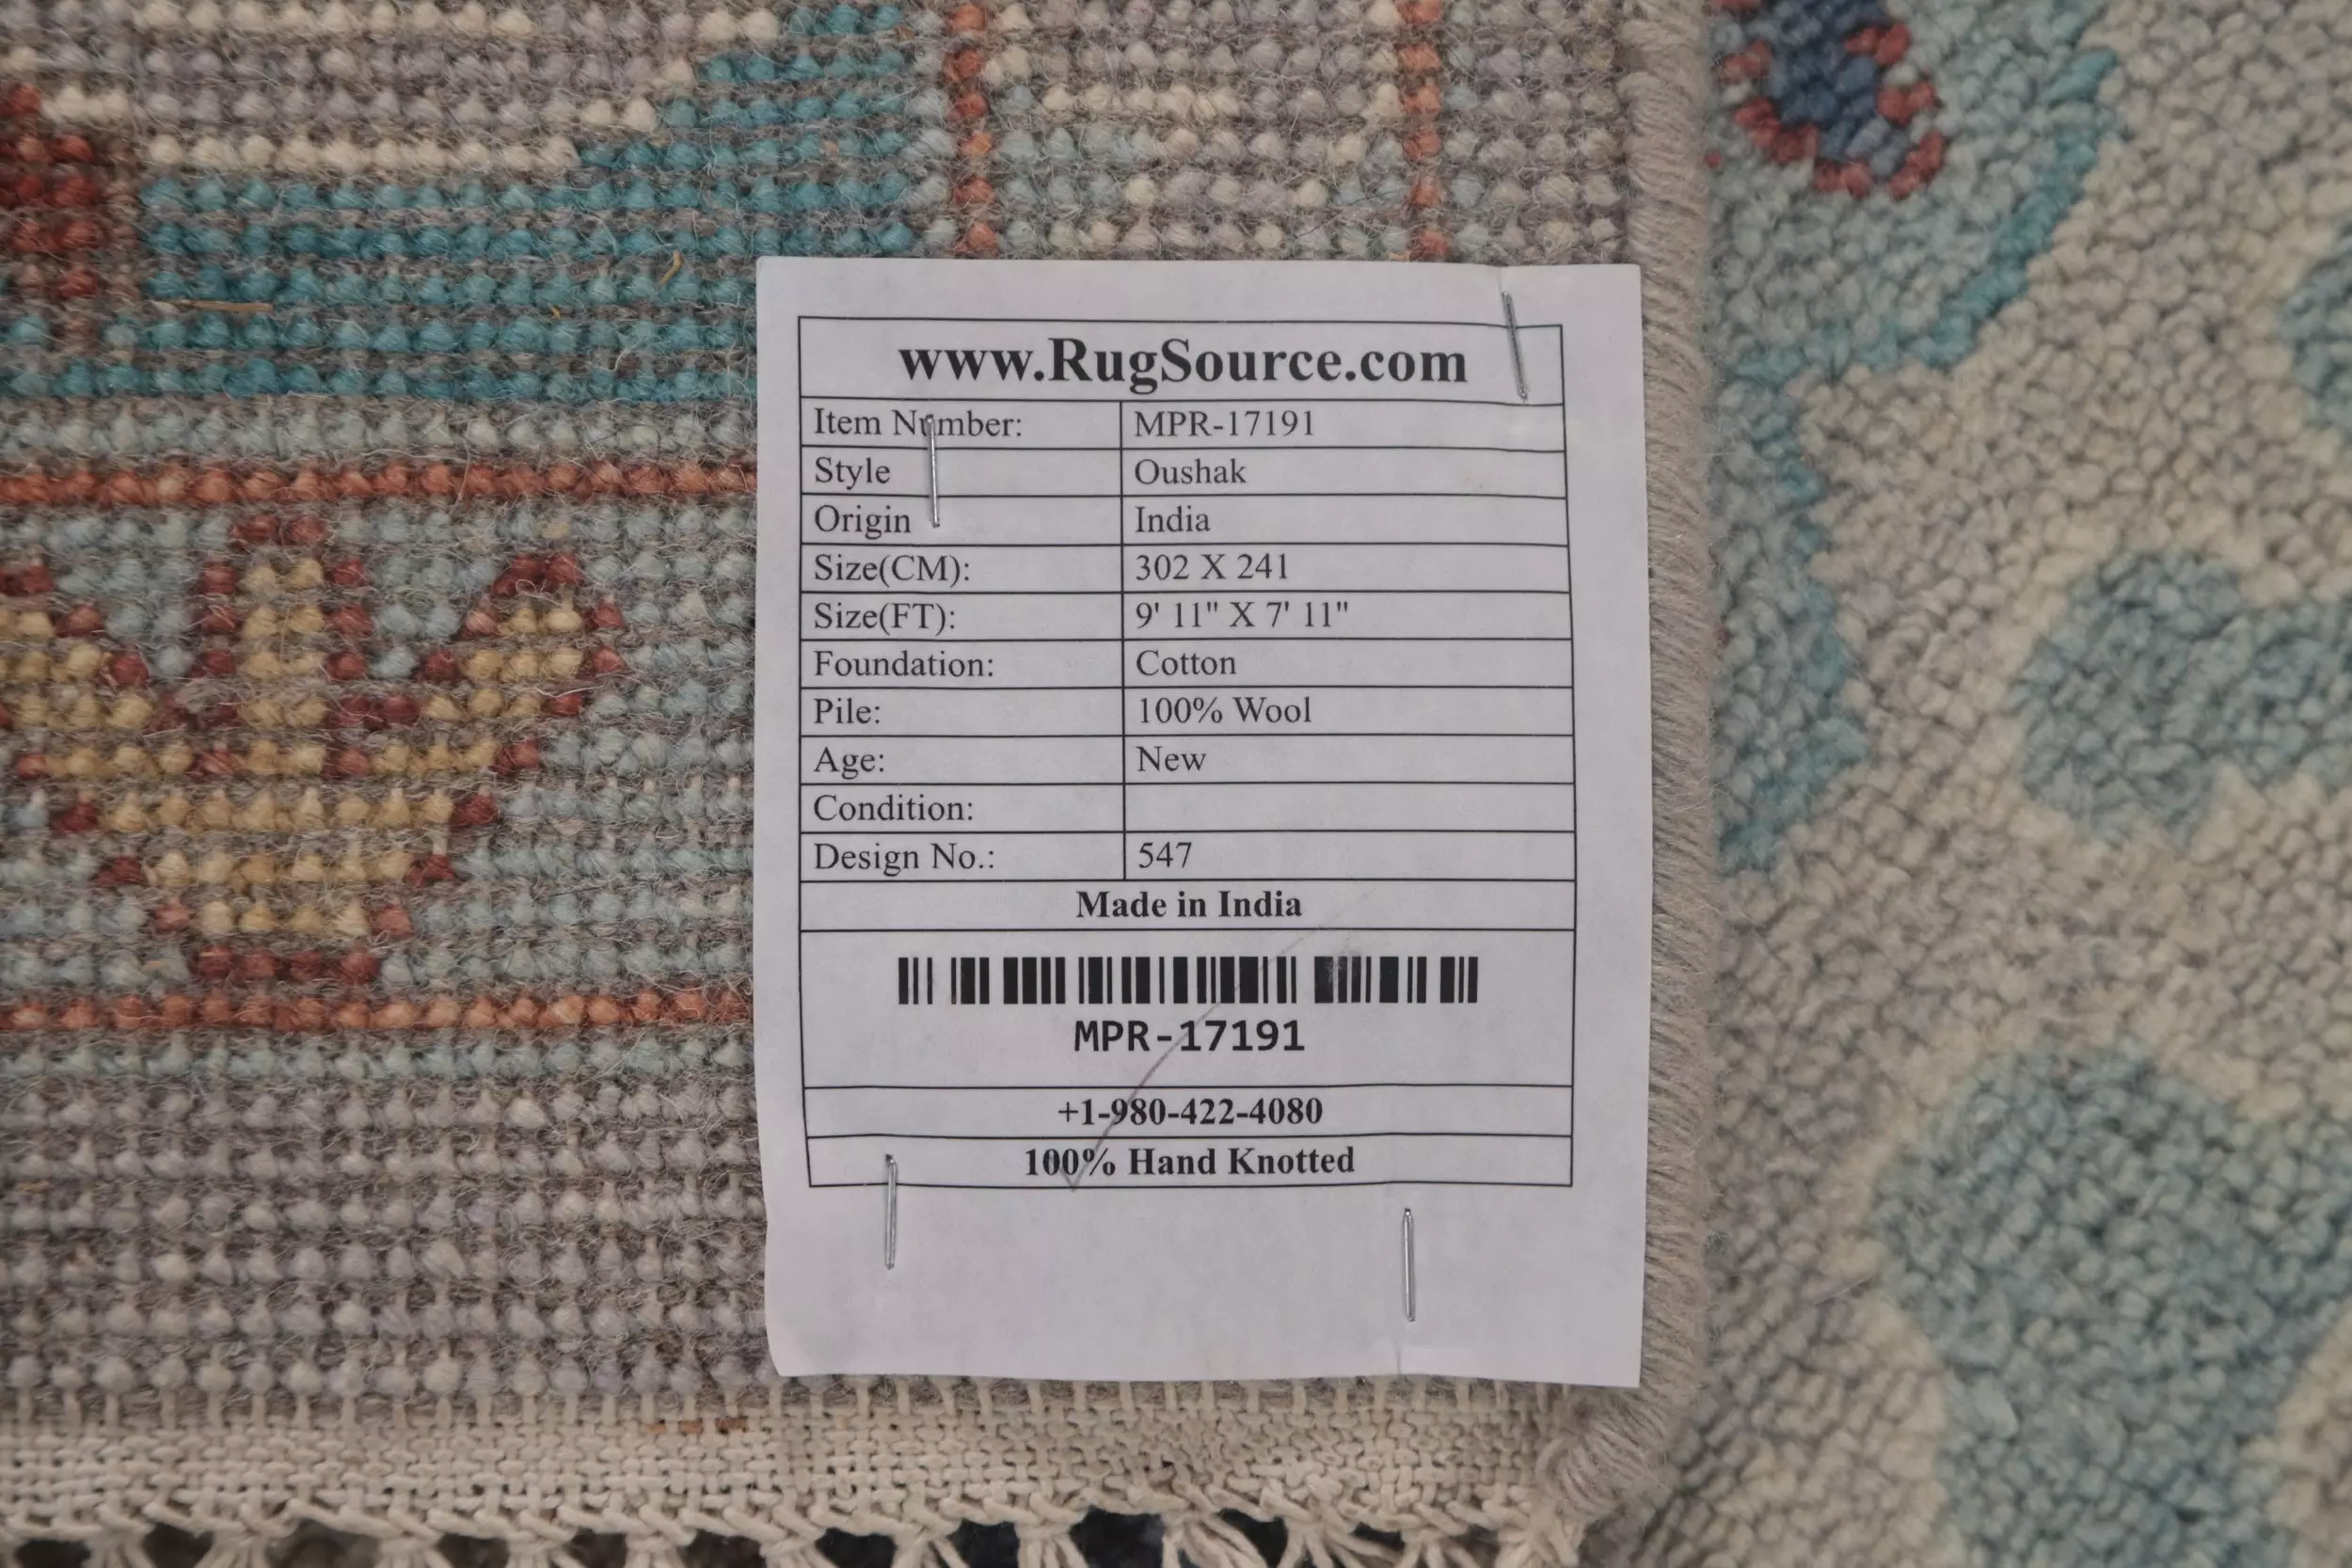 www.RugSource.com
Item Number: MPR-17191
Style Oushak
Origin India
Size(CM): 302 X 241
Size(FT): 9' 11" X 7' 11"
Foundation: Cotton
Pile: 100% Wool
Age: New
Condition:
Design No.: 547
Made in India
MPR-17191
+1-980-422-4080
100% Hand Knotted